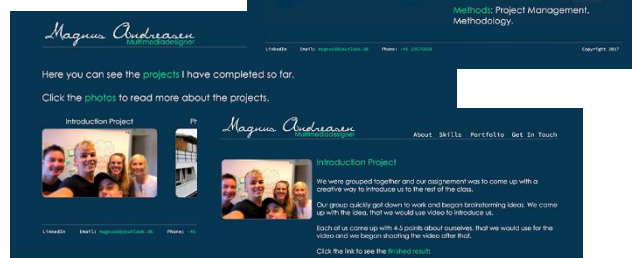 Methods: Project Management,
Methodology.
LinkedIn Email: Phone: +45 Copyright 2017
Magnus Andreasen
Multimediadesigner
Here you can see the projects I have completed so far.
Click the photos to read more about the projects.
Introduction Project
LinkedIn Email: Phone: +45
Magnus Andreasen
Multimediadesigner
About Skills Portfolio Get In Touch
Introduction Project
We were grouped together and our assignement was to come up with a
creative way to introduce us to the rest of the class.
Our group quickly got down to work and began brainstorming ideas. We came
up with the idea, that we would use video to introduce us.
Each of us came up with 4-5 points about ourselves, that we would use for the
video and we began shooting the video after that.
Click the link to see the finished result: